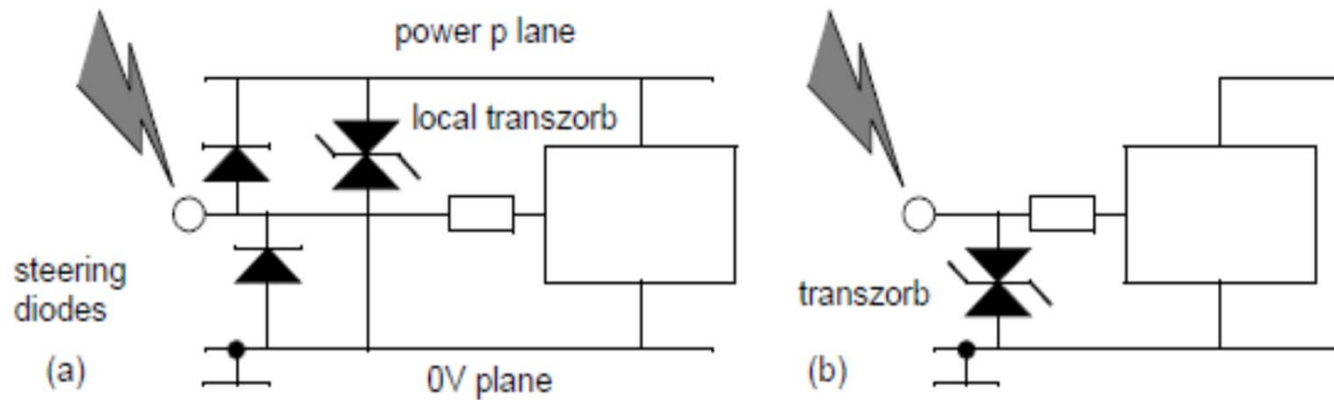 power p lane
local transzorb
steering
diodes
transzorb
(a)
0V plane
(b)